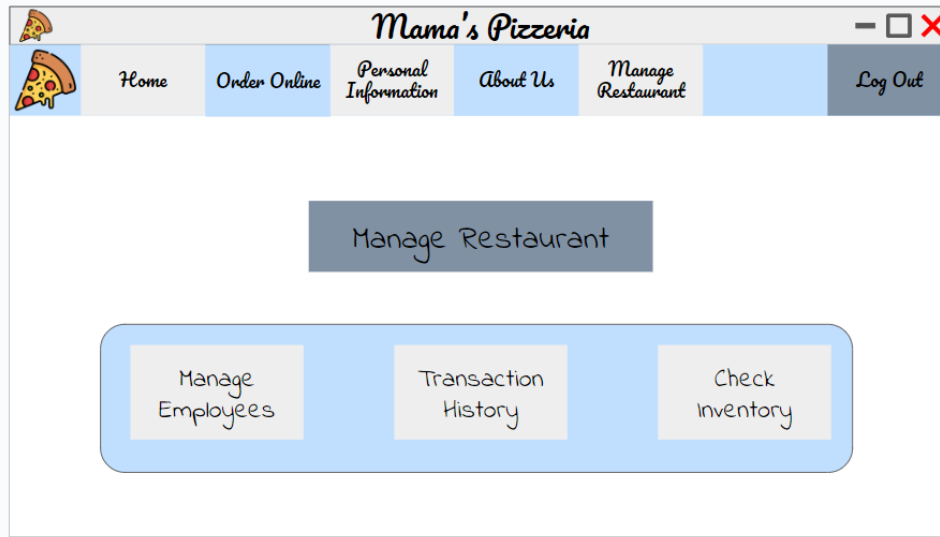 Mama's Pizzeria
Home
Order Online
Personal
Information
About Us
Manage
Restaurant
Log Out
Manage Restaurant
Manage
Employees
Transaction
History
Check
Inventory